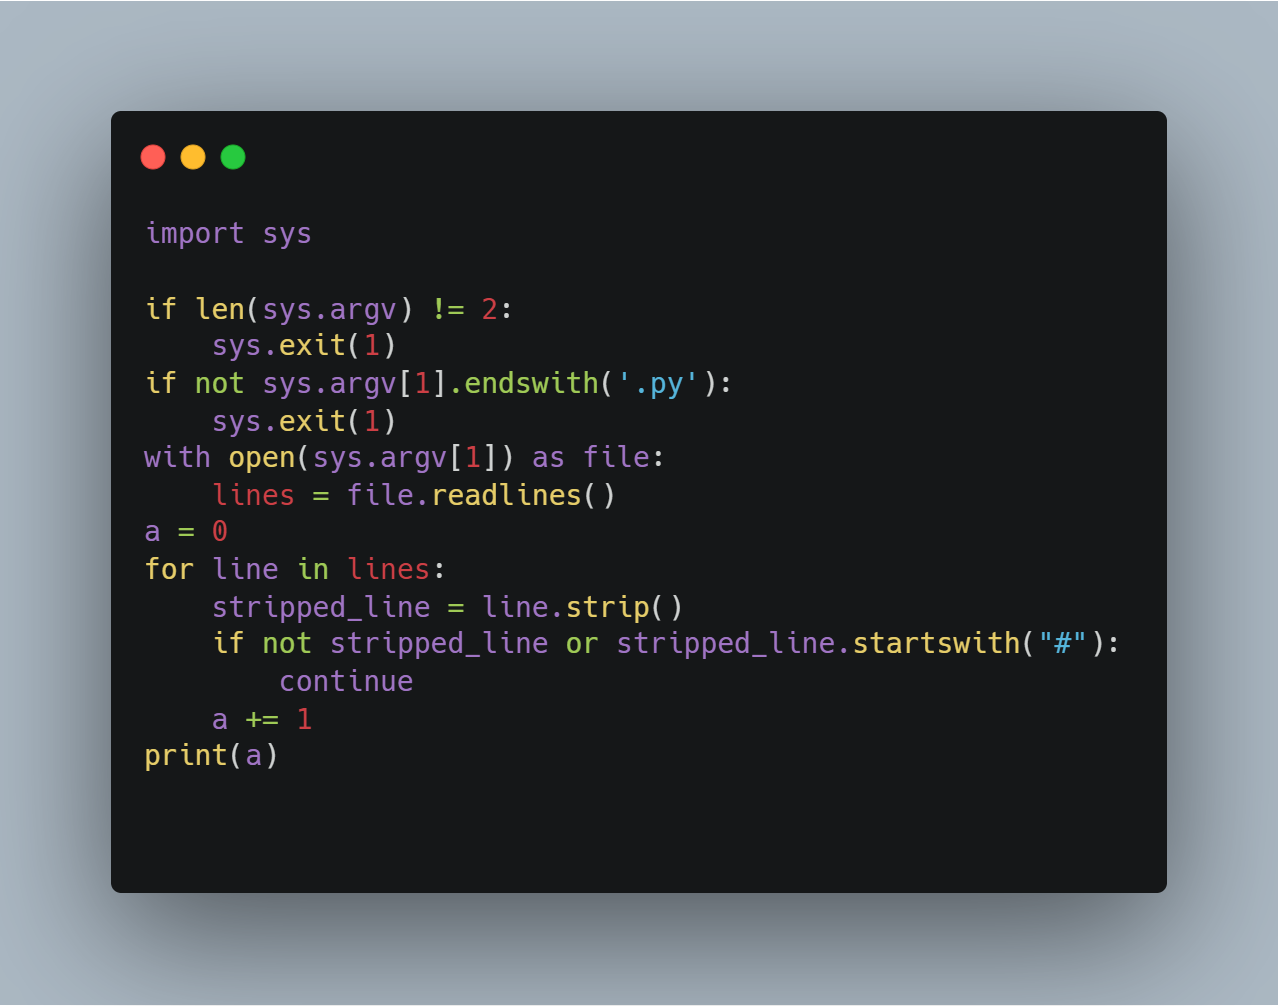 import sys

if len(sys.argv) != 2:
    sys.exit(1)
if not sys.argv[1].endswith('.py'):
    sys.exit(1)
with open(sys.argv[1]) as file:
    lines = file.readlines()
a = 0
for line in lines:
    stripped_line = line.strip()
    if not stripped_line or stripped_line.startswith("#"):
        continue
    a += 1
print(a)